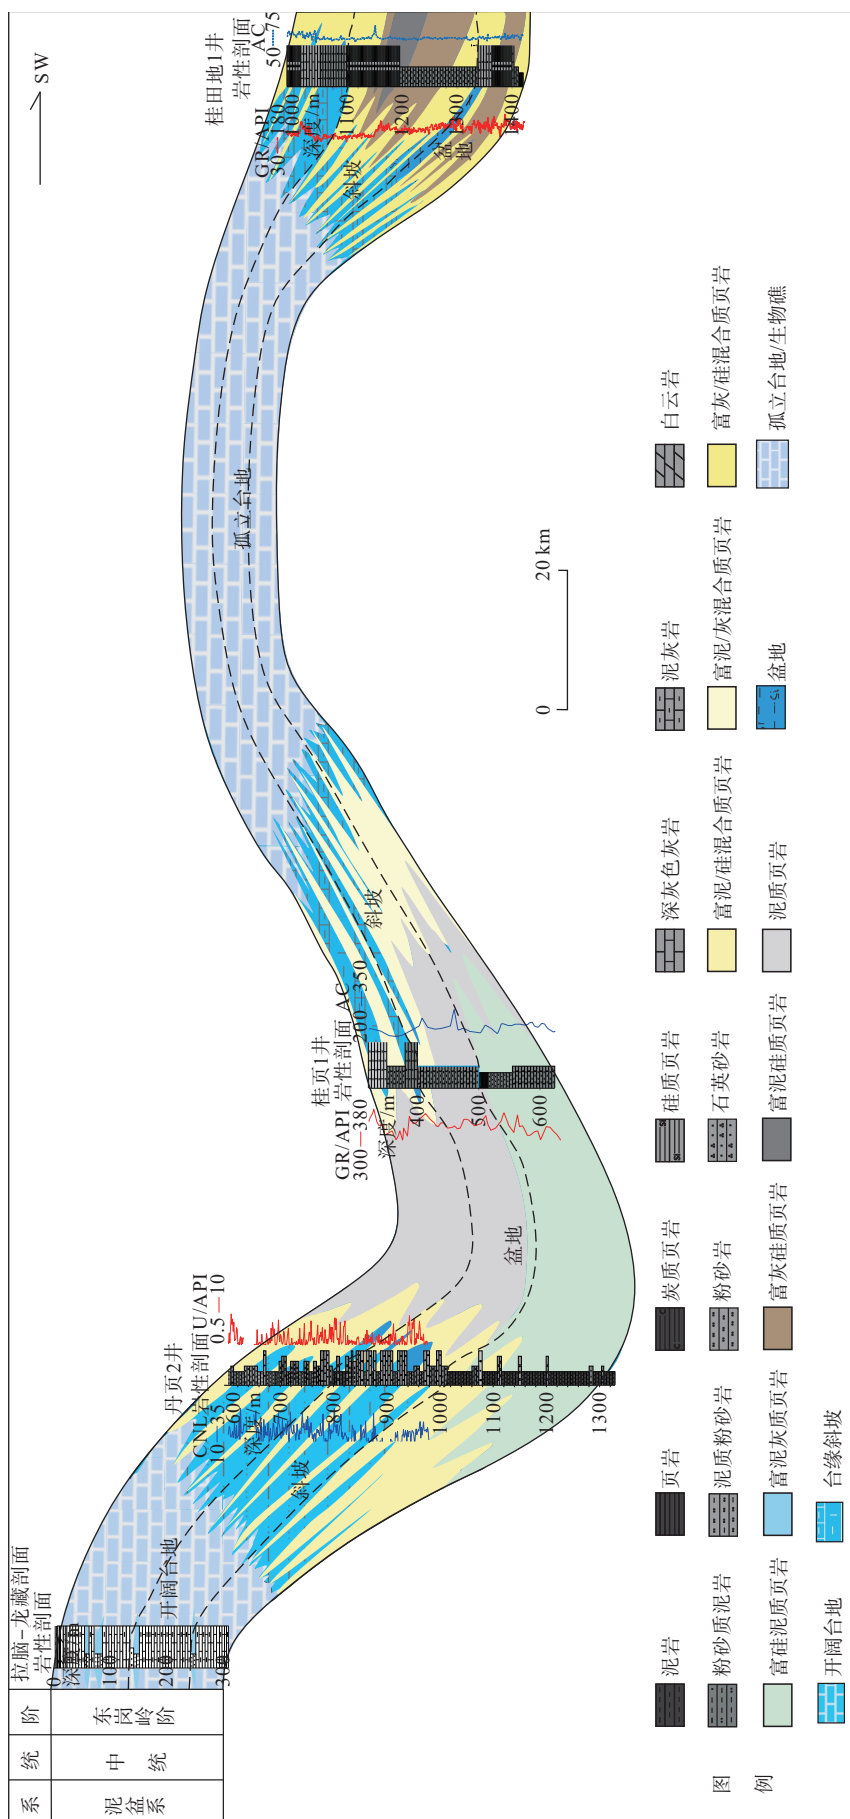 系 统 阶
泥盆系 中统 东岗岭阶
拉脑-龙藏剖面
岩性剖面
深度/m
0
100
200
300
开阔台地
丹页2井
CNL 岩性剖面 U/API
10 35
0.5 10
深度/m
600
700
800
900
1000
1100
1200
1300
斜坡
盆地
桂页1井
GR/API 岩性剖面 AC
300 380
200 350
深度/m
400
500
600
斜坡
孤立台地
桂田地1井
岩性剖面
GR/API
AC
30 180
50 75
深度/m
1000
1100
1200
1300
1400
斜坡
盆地
SW
0 20 km
图例
泥岩 页岩 炭质页岩 硅质页岩 深灰色灰岩 泥灰岩 白云岩
粉砂质泥岩 泥质粉砂岩 粉砂岩 石英砂岩 富泥/硅混合质页岩 富泥/灰混合质页岩 富灰/硅混合质页岩
富硅泥质页岩 富泥灰质页岩 富灰硅质页岩 富泥硅质页岩 泥质页岩 盆地 孤立台地/生物礁
开阔台地 台缘斜坡